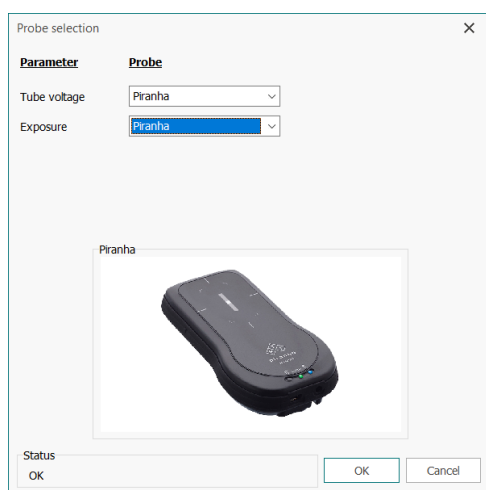 Probe selection
Parameter Probe
Tube voltage Piranha
Exposure Piranha
Piranha
Status
OK
OK Cancel